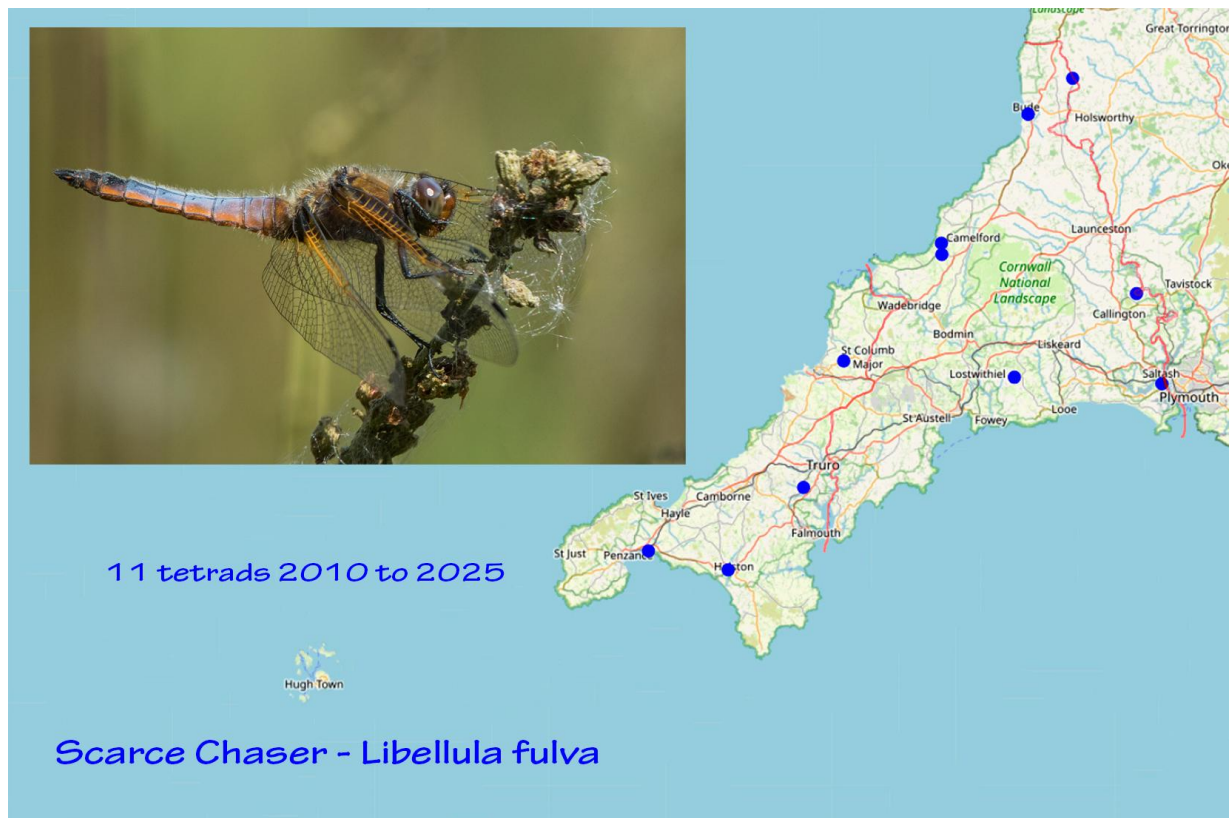 Landscape
Great Torrington
Bude
Holsworthy
Camelford
Launceston
Cornwall
National
Landscape
Tavistock
Wadebridge
Callington
Bodmin
Liskeard
St Columb
Major
Lostwithiel
Saltash
Plymouth
St Austell
Fowey
Looe
Truro
St Ives
Camborne
Hayle
Falmouth
St Just
Penzance
Helston
11 tetrads 2010 to 2025
Hugh Town
Scarce Chaser - Libellula fulva